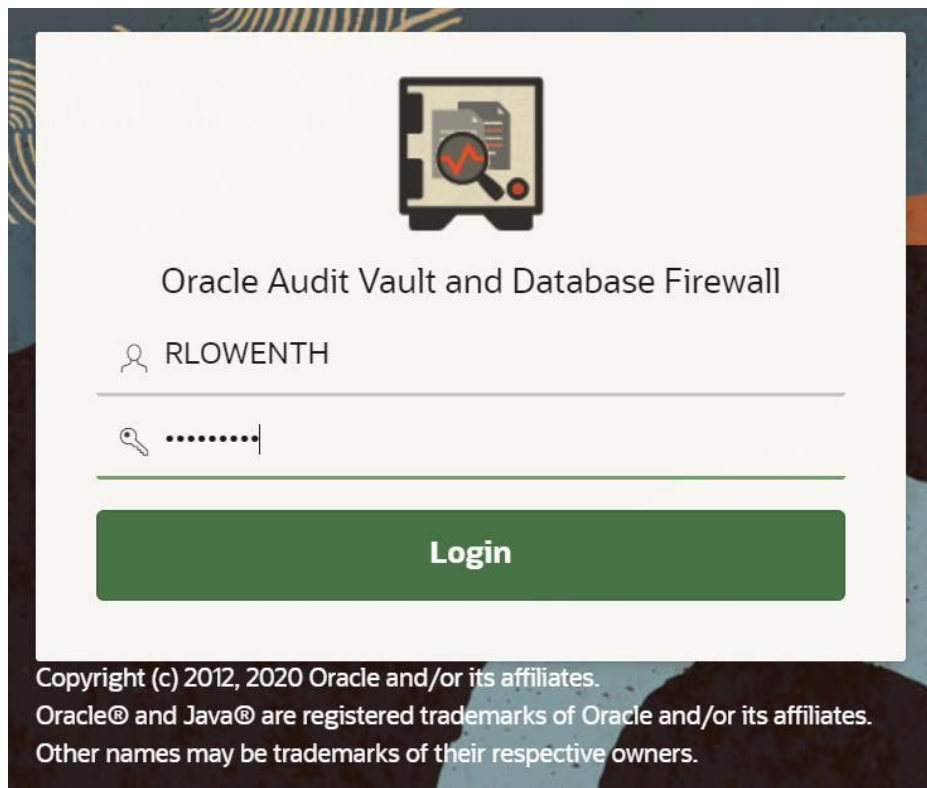 Oracle Audit Vault and Database Firewall
RLOWENTH
•••••••••
Login
Copyright (c) 2012, 2020 Oracle and/or its affiliates.
Oracle® and Java® are registered trademarks of Oracle and/or its affiliates.
Other names may be trademarks of their respective owners.